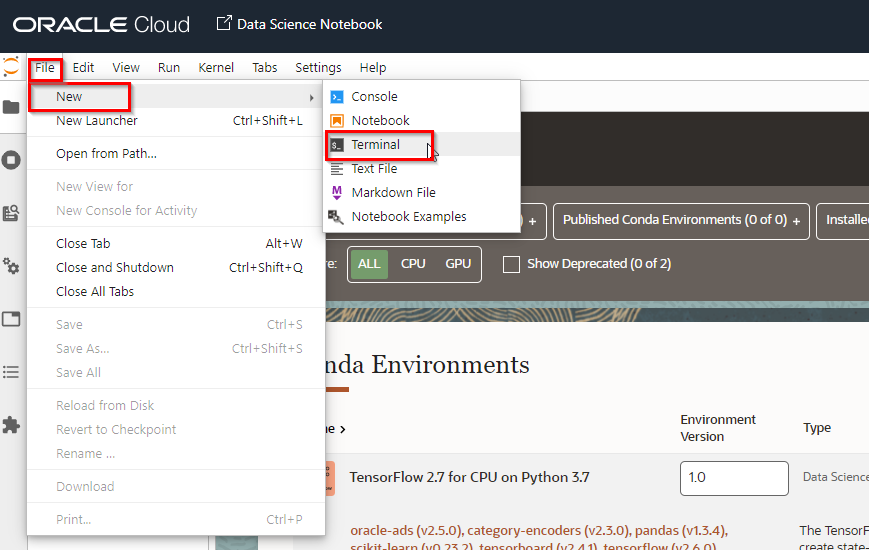 ORACLE Cloud Data Science Notebook
File Edit View Run Kernel Tabs Settings Help
New
New Launcher Ctrl+Shift+L
Open from Path...
New View for
New Console for Activity
Close Tab Alt+W
Close and Shutdown Ctrl+Shift+Q
Close All Tabs
Save Ctrl+S
Save As... Ctrl+Shift+S
Save All
Reload from Disk
Revert to Checkpoint
Rename ...
Download
Print... Ctrl+P
Console
Notebook
$_ Terminal
Text File
M Markdown File
Notebook Examples
) + Published Conda Environments (0 of 0) + Installe
re: ALL CPU GPU Show Deprecated (0 of 2)
nda Environments
ne > Environment Version Type
TensorFlow 2.7 for CPU on Python 3.7 1.0 Data Science
oracle-ads (v2.5.0), category-encoders (v2.3.0), pandas (v1.3.4),
scikit-learn (v0.23.2), tensorboard (v2.4.1), tensorflow (v2.6.0)
The TensorF
create state-